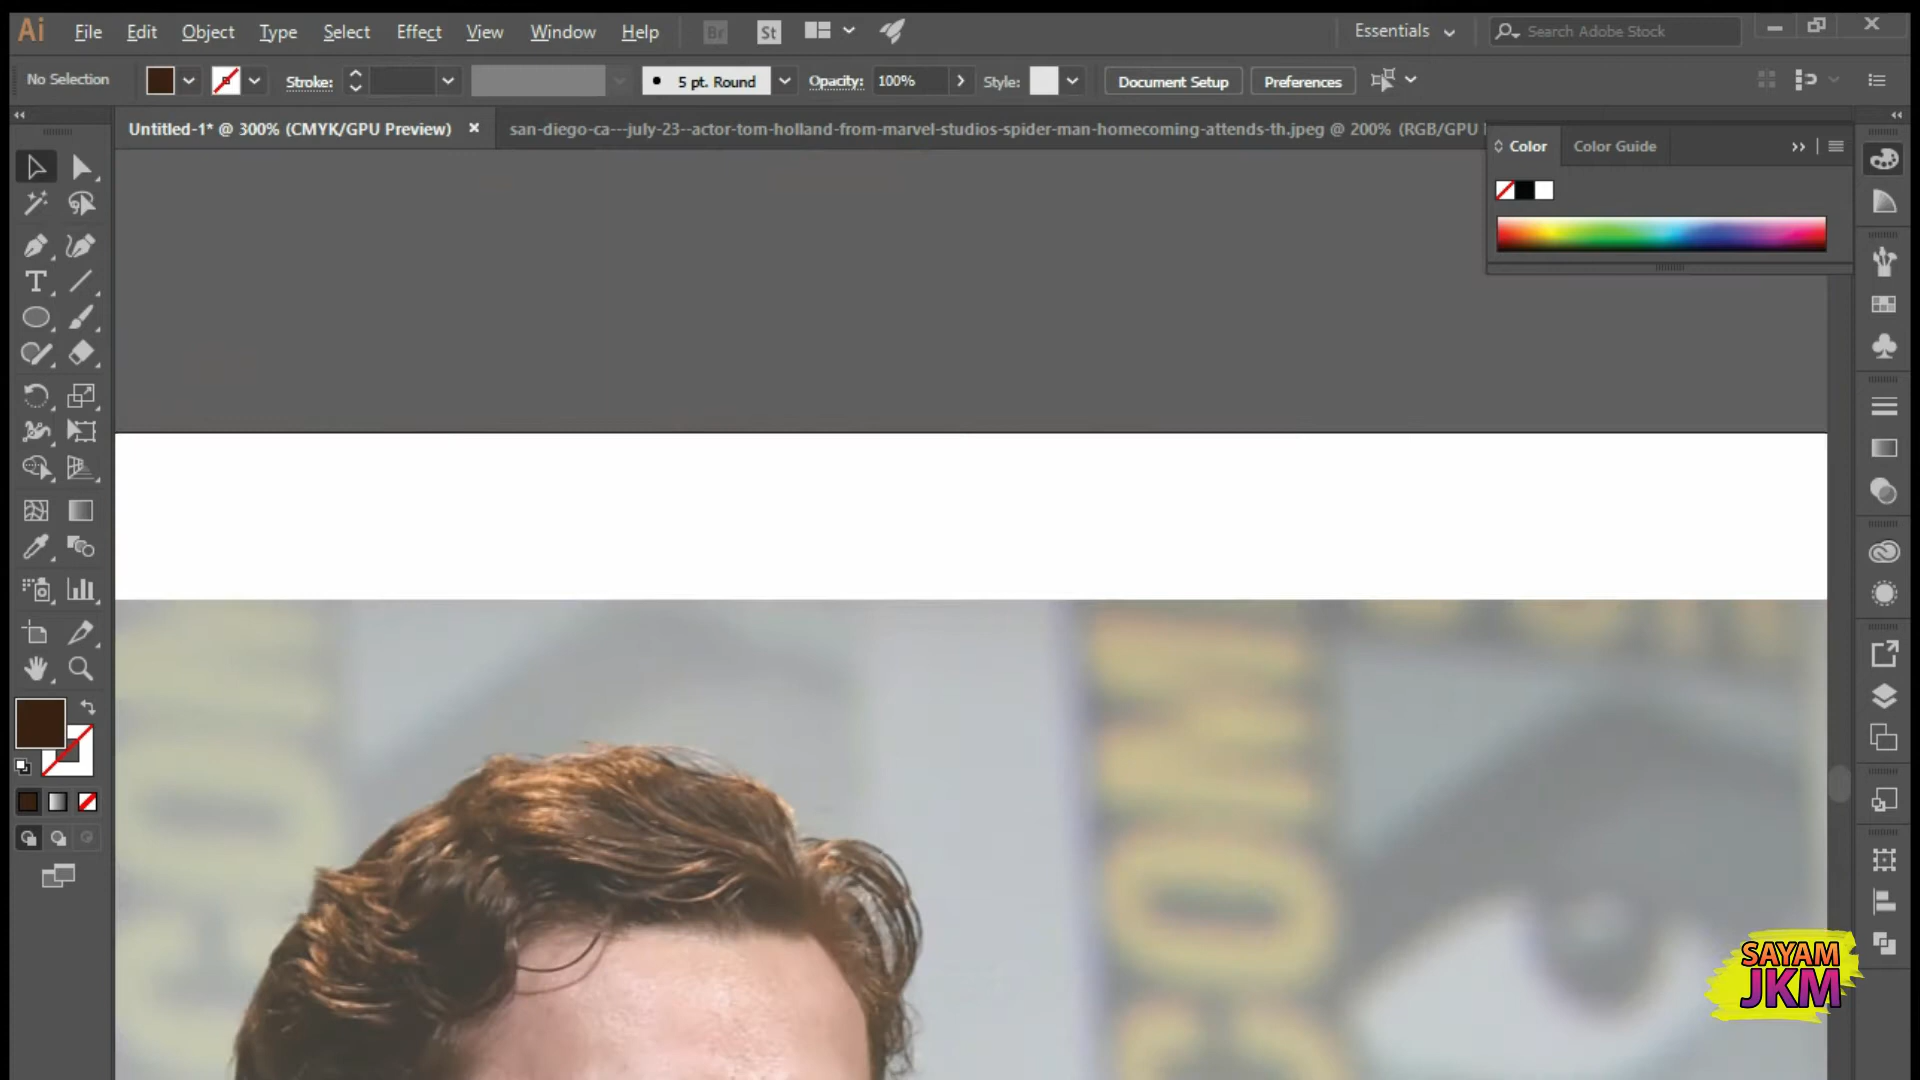 Ai File Edit Object Type Select Effect View Window Help Br St Essentials Search Adobe Stock
No Selection Stroke: 5 pt. Round Opacity: 100% Style: Document Setup Preferences
Untitled-1* @ 300% (CMYK/GPU Preview) san-diego-ca---july-23--actor-tom-holland-from-marvel-studios-spider-man-homecoming-attends-th.jpeg @ 200% (RGB/GPU
Color Color Guide
T
SAYAM
JKM